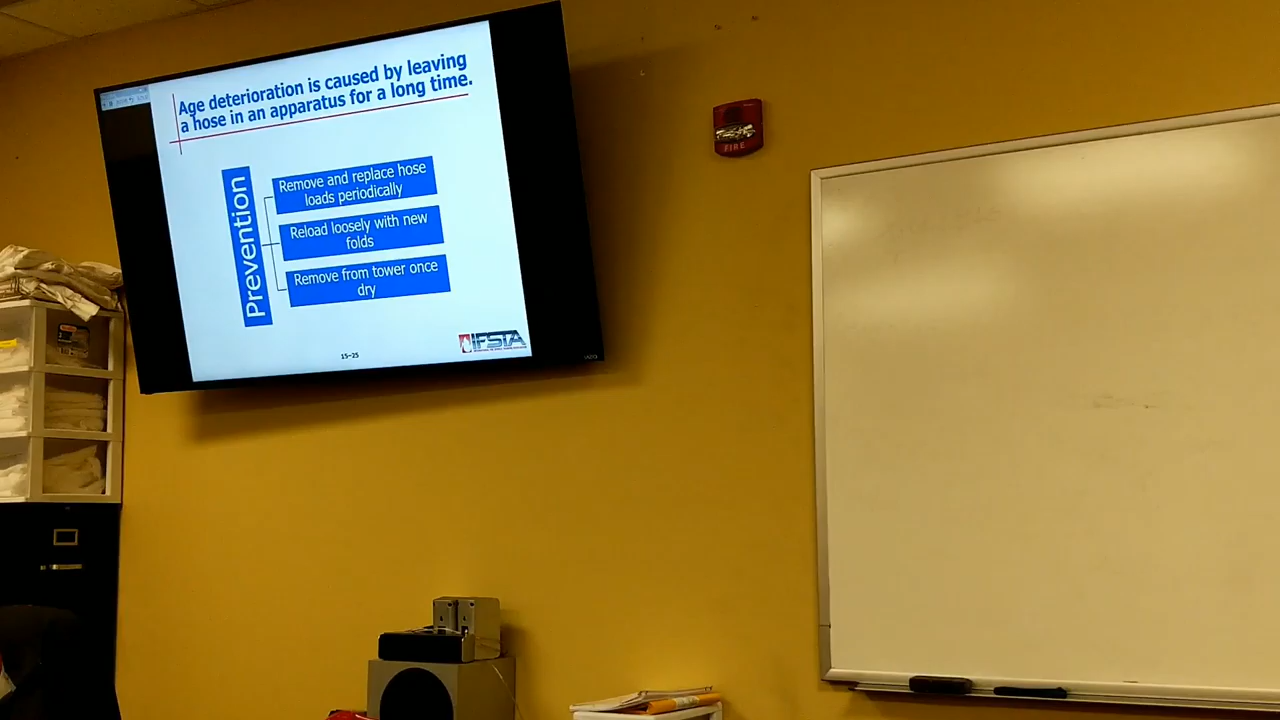 Age deterioration is caused by leaving
a hose in an apparatus for a long time.
Prevention
Remove and replace hose
loads periodically
Reload loosely with new
folds
Remove from tower once
dry
15-25
IFSTA
FIRE
VIZIO